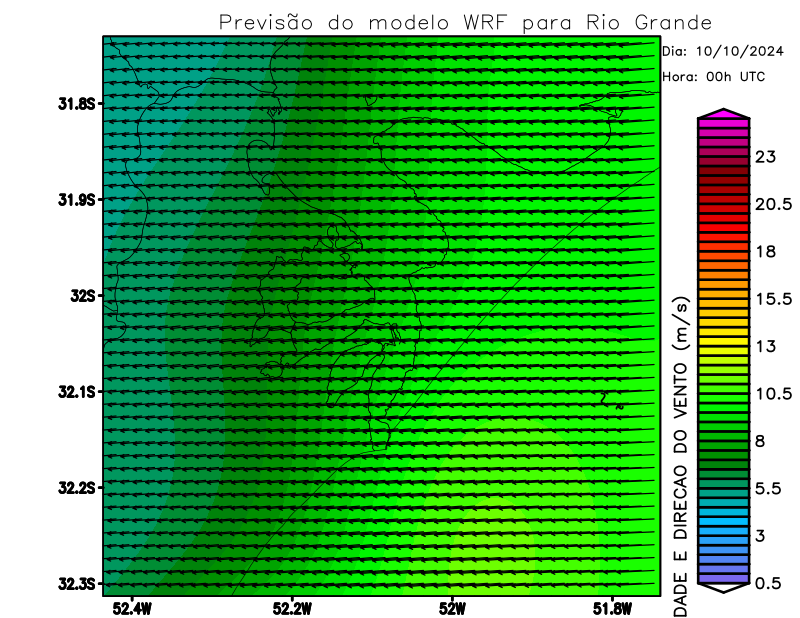 Previsão do modelo WRF para Rio Grande
Dia: 10/10/2024
Hora: 00h UTC
31.8S
31.9S
32S
32.1S
32.2S
32.3S
52.4W
52.2W
52W
51.8W
23
20.5
18
15.5
13
10.5
8
5.5
3
0.5
DADE E DIRECAO DO VENTO (m/s)